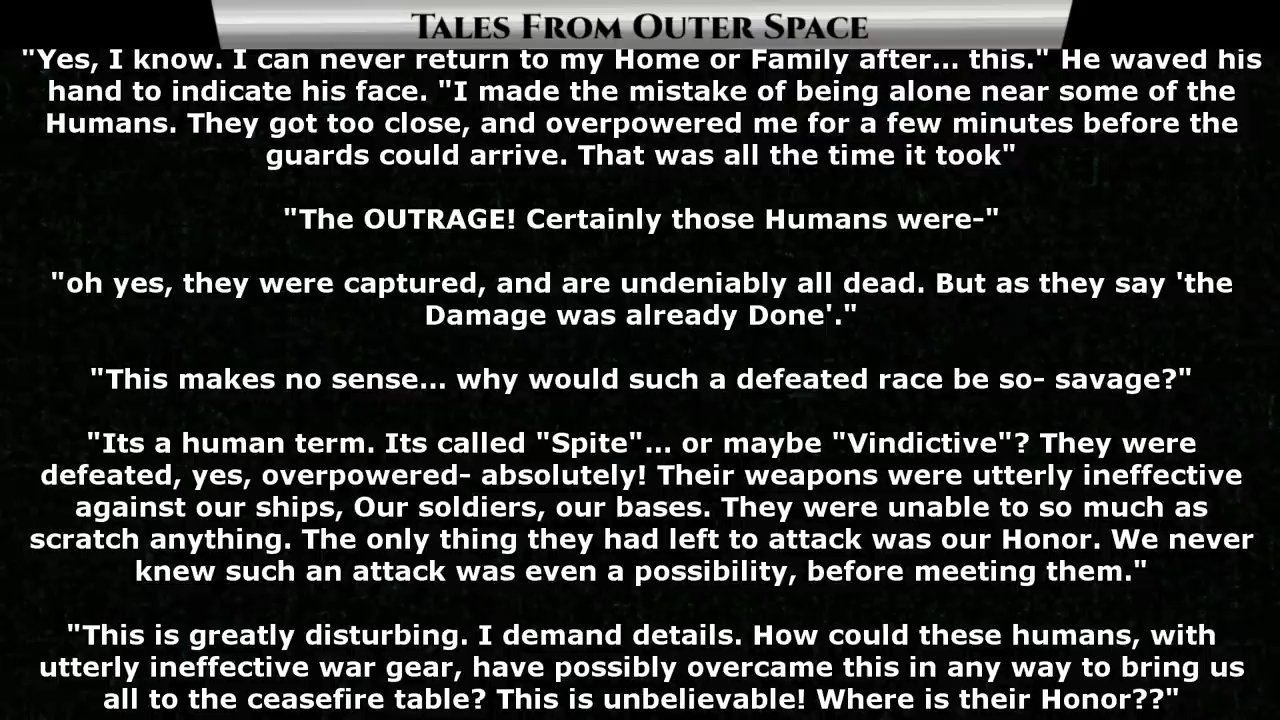 Tales From Outer Space
"Yes, I know. I can never return to my Home or Family after... this." He waved his
hand to indicate his face. "I made the mistake of being alone near some of the
Humans. They got too close, and overpowered me for a few minutes before the
guards could arrive. That was all the time it took"
"The OUTRAGE! Certainly those Humans were-"
"oh yes, they were captured, and are undeniably all dead. But as they say 'the
Damage was already Done'."
"This makes no sense... why would such a defeated race be so- savage?"
"Its a human term. Its called "Spite"... or maybe "Vindictive"? They were
defeated, yes, overpowered- absolutely! Their weapons were utterly ineffective
against our ships, Our soldiers, our bases. They were unable to so much as
scratch anything. The only thing they had left to attack was our Honor. We never
knew such an attack was even a possibility, before meeting them."
"This is greatly disturbing. I demand details. How could these humans, with
utterly ineffective war gear, have possibly overcame this in any way to bring us
all to the ceasefire table? This is unbelievable! Where is their Honor??"